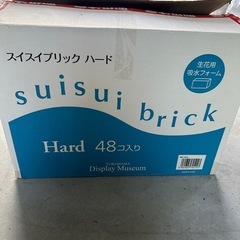 スイスイブリック ハード
生花用
吸水フォーム
suisui brick
Hard 48コ入り
YOKOHAMA
Display Museum